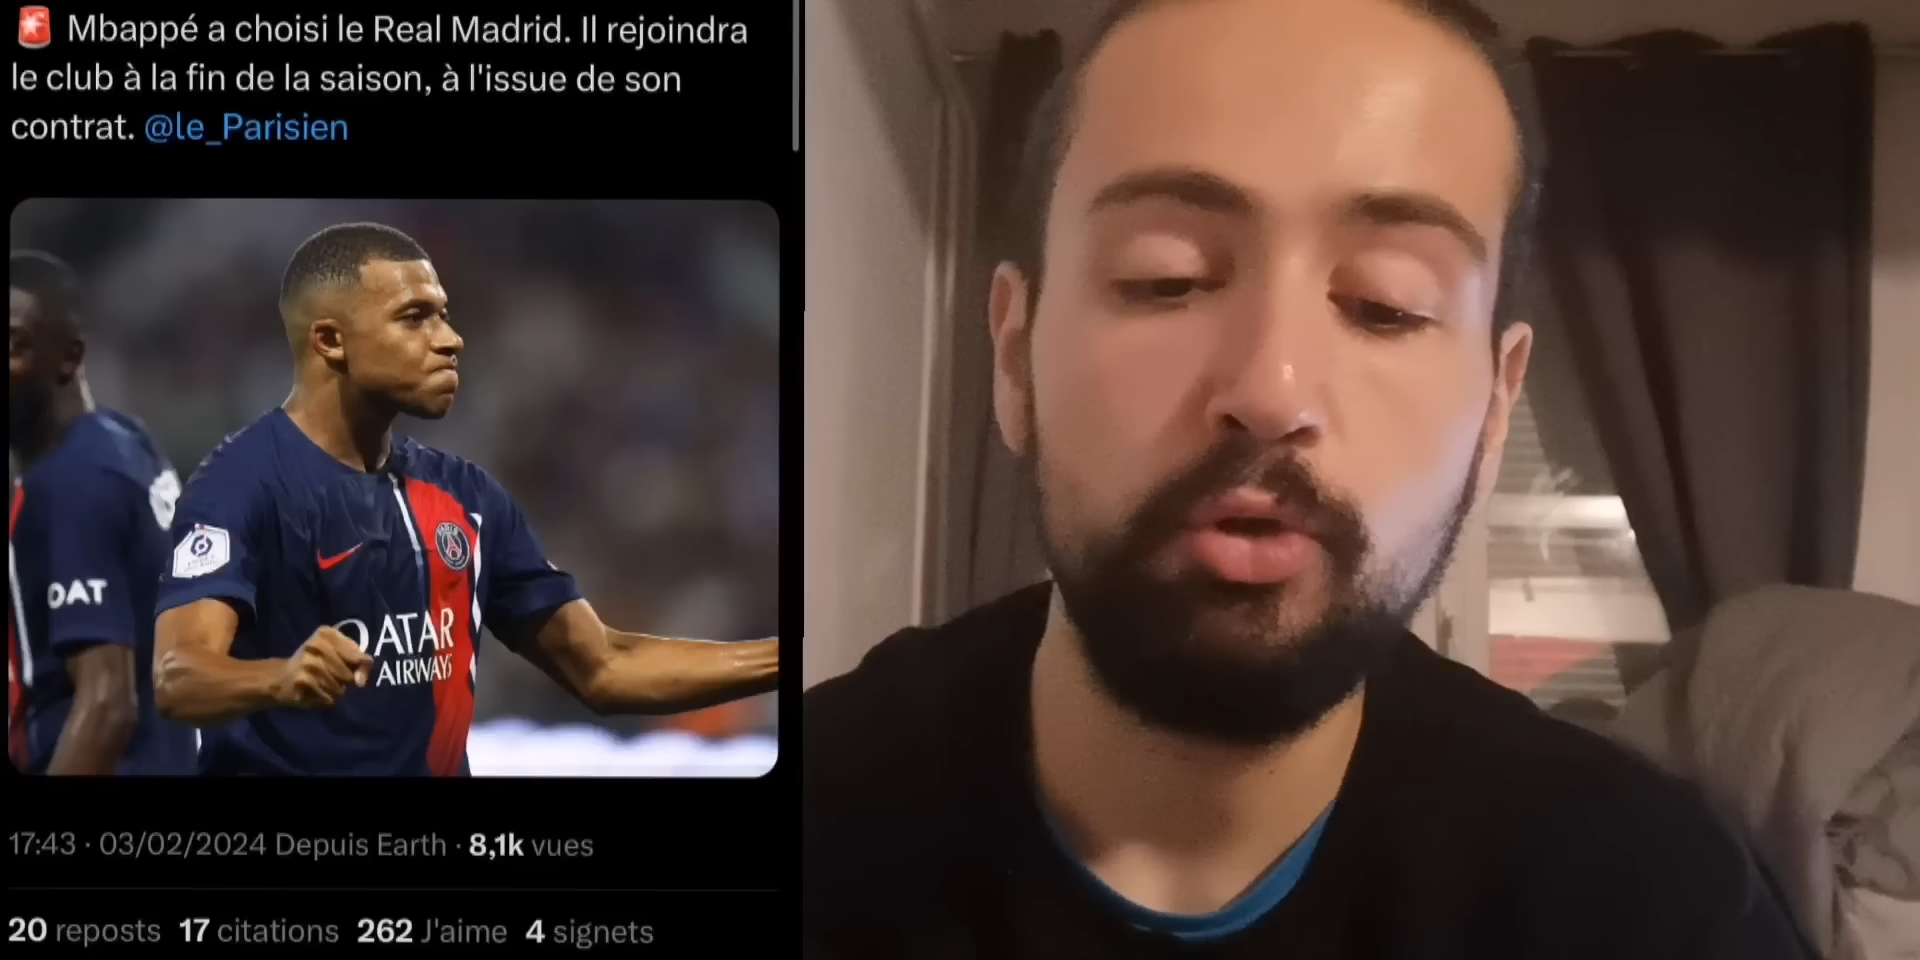 🚨 Mbappé a choisi le Real Madrid. Il rejoindra
le club à la fin de la saison, à l'issue de son
contrat. @le_Parisien
OAT
QATAR
AIRWAYS
17:43 · 03/02/2024 Depuis Earth · 8,1k vues
20 reposts 17 citations 262 J'aime 4 signets